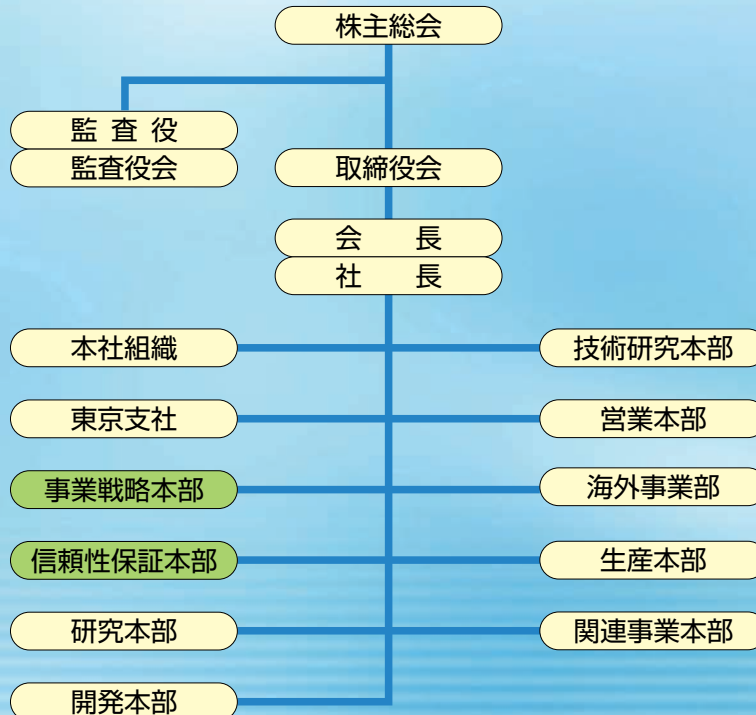 株主総会
監査役
監査役会
取締役会
会　長
社　長
本社組織
技術研究本部
東京支社
営業本部
事業戦略本部
海外事業部
信頼性保証本部
生産本部
研究本部
関連事業本部
開発本部